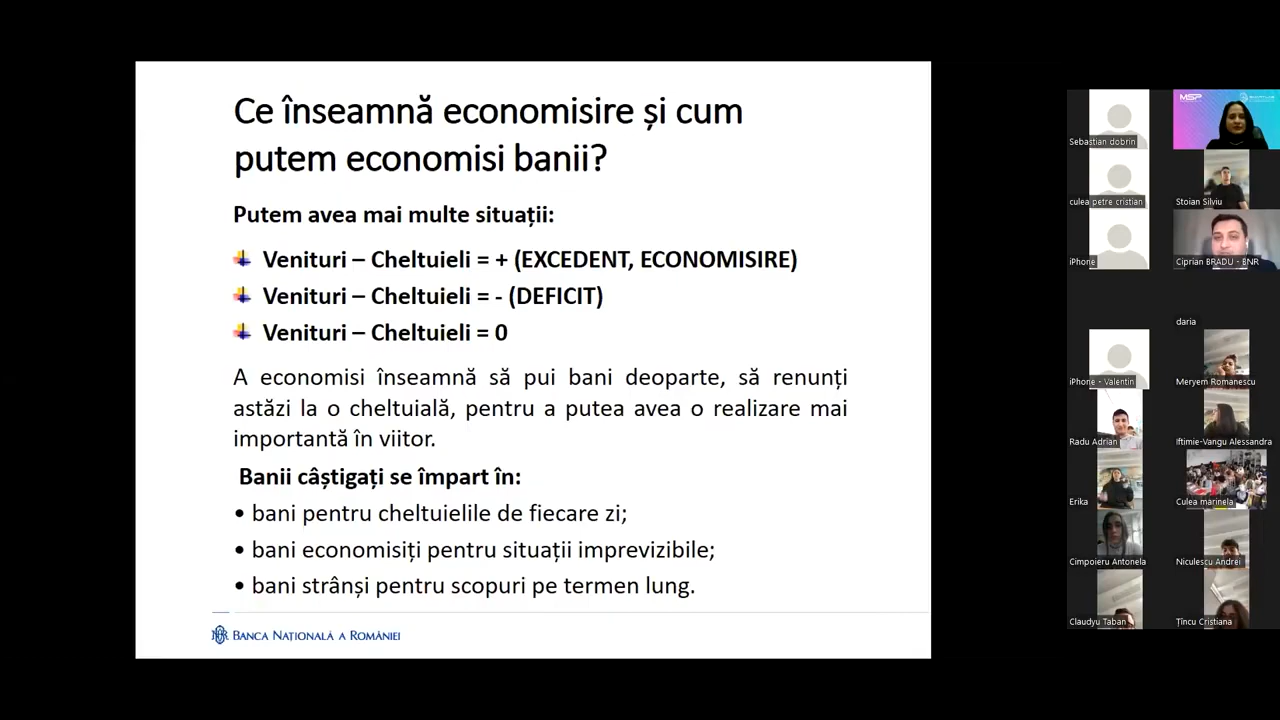 Ce înseamnă economisire și cum
putem economisi banii?
Putem avea mai multe situații:
Venituri – Cheltuieli = + (EXCEDENT, ECONOMISIRE)
Venituri – Cheltuieli = - (DEFICIT)
Venituri – Cheltuieli = 0
A economisi înseamnă să pui bani deoparte, să renunți
astăzi la o cheltuială, pentru a putea avea o realizare mai
importantă în viitor.
Banii câștigați se împart în:
• bani pentru cheltuielile de fiecare zi;
• bani economisiți pentru situații imprevizibile;
• bani strânși pentru scopuri pe termen lung.
BANCA NAȚIONALĂ A ROMÂNIEI
MSP
Sebastian dobrin
culea petre cristian
Stoian Silviu
iPhone
Ciprian BRADU - BNR
daria
iPhone - Valentin
Meryem Romanescu
Radu Adrian
Iftimie-Vangu Alessandra
Erika
Culea marinela
Cimpoieru Antonela
Niculescu Andrei
Claudyu Taban
Țîncu Cristiana